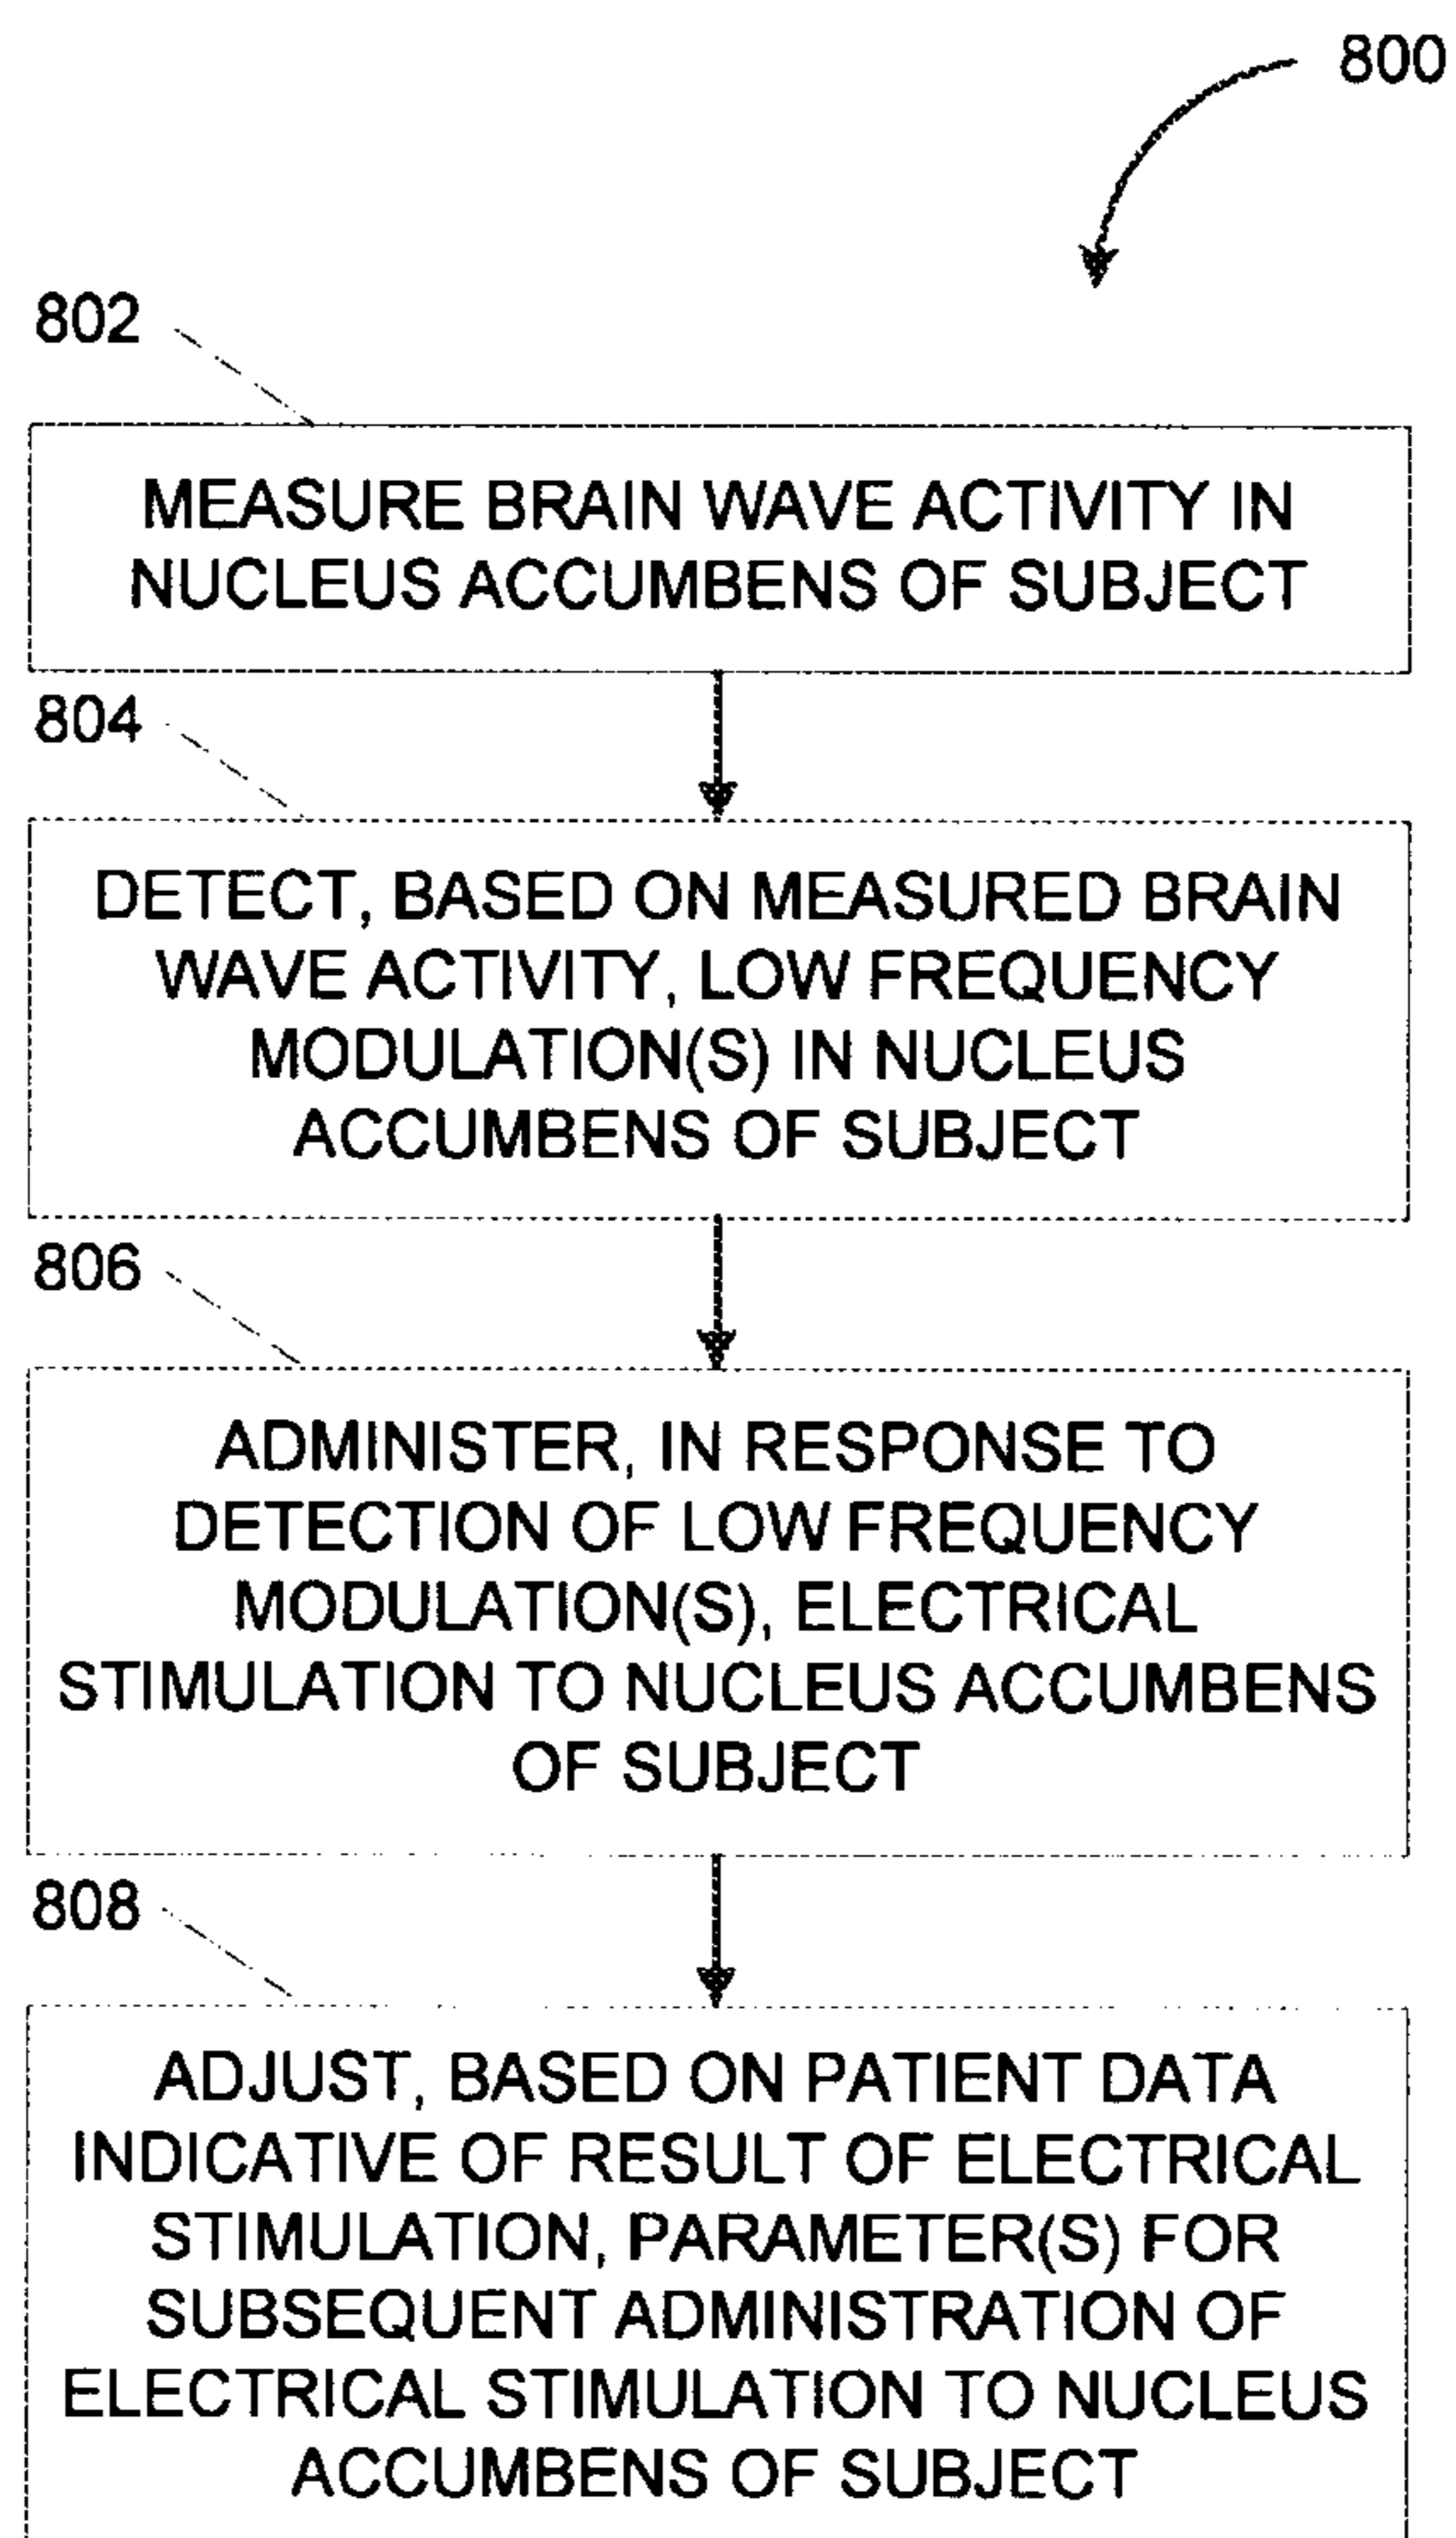 800
802
MEASURE BRAIN WAVE ACTIVITY IN
NUCLEUS ACCUMBENS OF SUBJECT
804
DETECT, BASED ON MEASURED BRAIN
WAVE ACTIVITY, LOW FREQUENCY
MODULATION(S) IN NUCLEUS
ACCUMBENS OF SUBJECT
806
ADMINISTER, IN RESPONSE TO
DETECTION OF LOW FREQUENCY
MODULATION(S), ELECTRICAL
STIMULATION TO NUCLEUS ACCUMBENS
OF SUBJECT
808
ADJUST, BASED ON PATIENT DATA
INDICATIVE OF RESULT OF ELECTRICAL
STIMULATION, PARAMETER(S) FOR
SUBSEQUENT ADMINISTRATION OF
ELECTRICAL STIMULATION TO NUCLEUS
ACCUMBENS OF SUBJECT